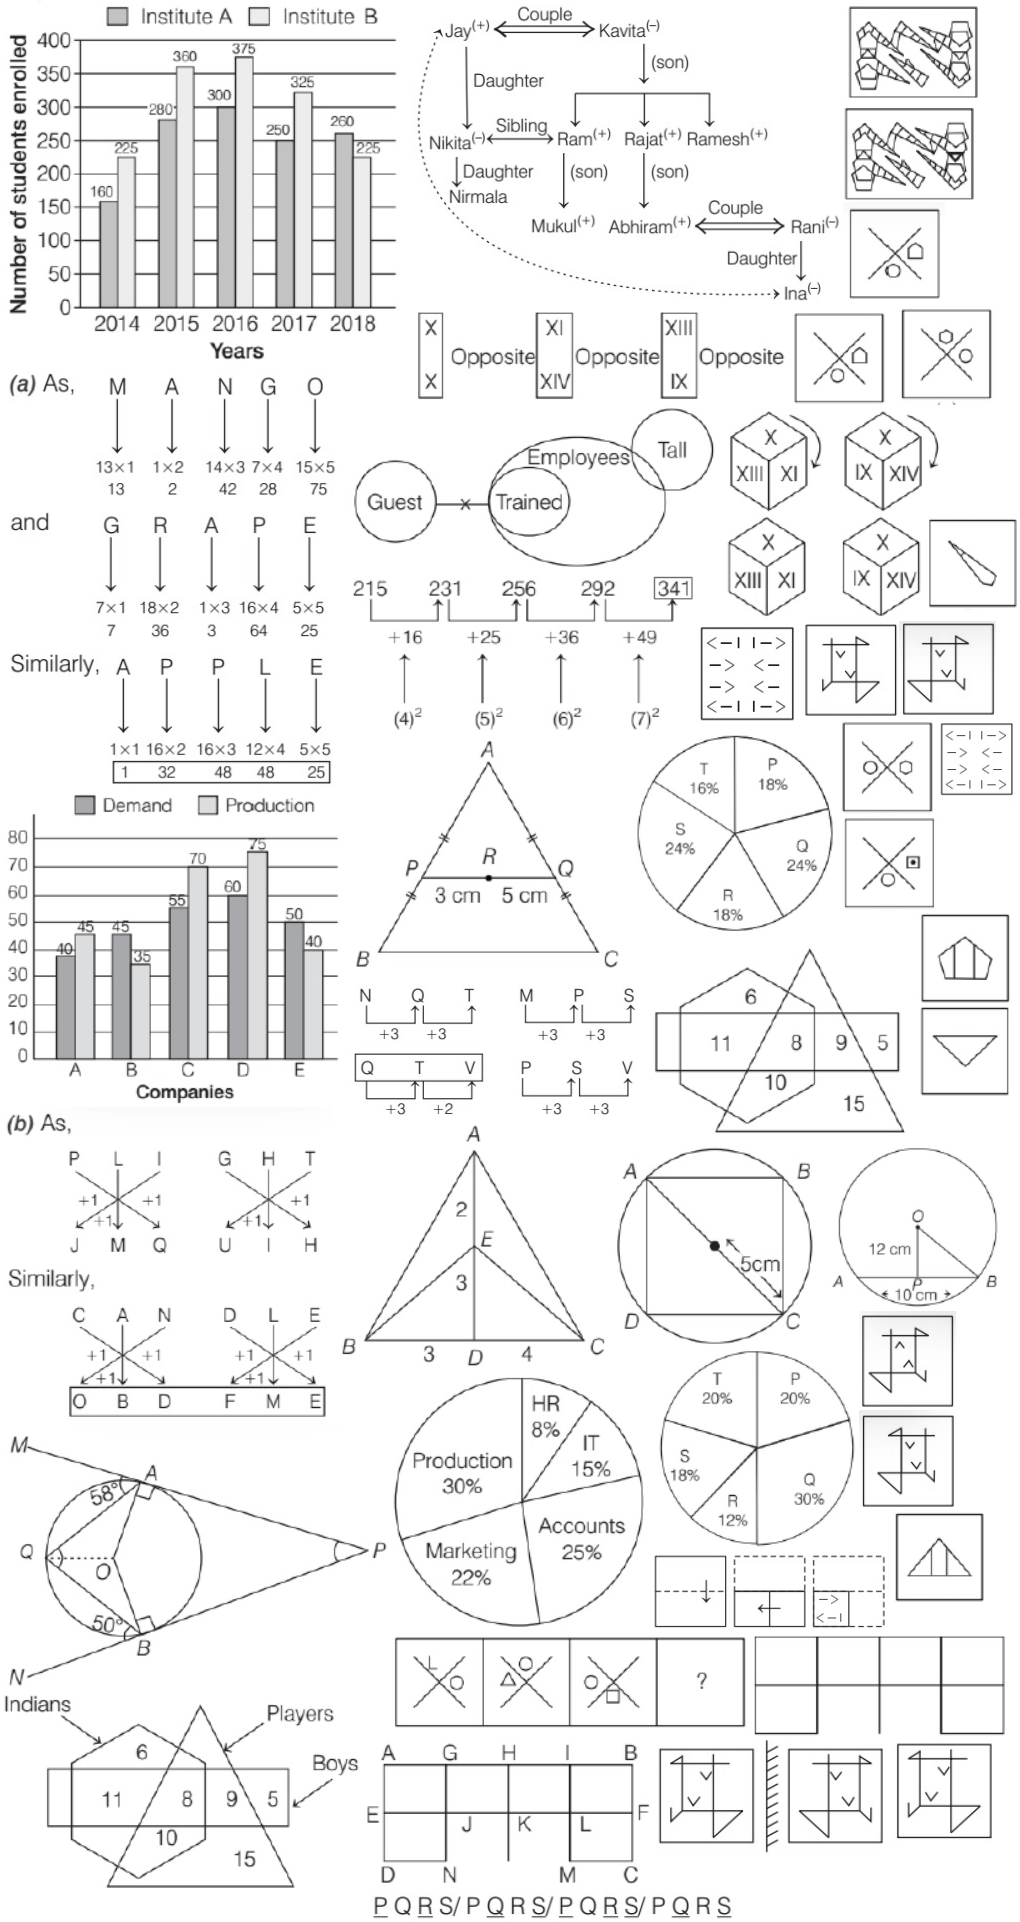 Institute A Institute B
Number of students enrolled
400
350
300
250
200
150
100
50
0
160 225
280 360
300 375
250 325
260 225
2014 2015 2016 2017 2018
Years
Couple
Jay(+) Kavita(–)
(son)
Daughter
Sibling
Nikita(–) Ram(+) Rajat(+) Ramesh(+)
Daughter (son) (son)
Nirmala
Couple
Mukul(+) Abhiram(+) Rani(–)
Daughter
Ina(–)
X XI XIII
Opposite Opposite Opposite
X XIV IX
(a) As, M A N G O
13×1 1×2 14×3 7×4 15×5
13 2 42 28 75
and G R A P E
7×1 18×2 1×3 16×4 5×5
7 36 3 64 25
Similarly, A P P L E
1×1 16×2 16×3 12×4 5×5
1 32 48 48 25
Guest
Employees
Trained
Tall
X X
XIII XI IX XIV
X X
XIII XI IX XIV
215 231 256 292 341
+16 +25 +36 +49
(4)² (5)² (6)² (7)²
A
P R Q
3 cm 5 cm
B C
T P
16% 18%
S Q
24% 24%
R
18%
Demand Production
80
70
60
50
40
30
20
10
0
40 45
45 35
55 70
60 75
50 40
A B C D E
Companies
N Q T M P S
+3 +3 +3 +3
Q T V P S V
+3 +2 +3 +3
6
11 8 9 5
10
15
(b) As,
P L I G H T
+1 +1 +1
+1 +1
J M Q U I H
Similarly,
C A N D L E
+1 +1 +1 +1
+1 +1
O B D F M E
A
2
E
3
B 3 D 4 C
A B
5cm
D C
O
12 cm
A P B
10 cm
HR
8%
IT
15%
Production
30%
Accounts
25%
Marketing
22%
T P
20% 20%
S Q
18% 30%
R
12%
M
A
58°
Q O P
50°
B
N
?
Indians
Players
Boys
6
11 8 9 5
10
15
A G H I B
E J K L F
D N M C
P Q R S/ P Q R S/ P Q R S/ P Q R S